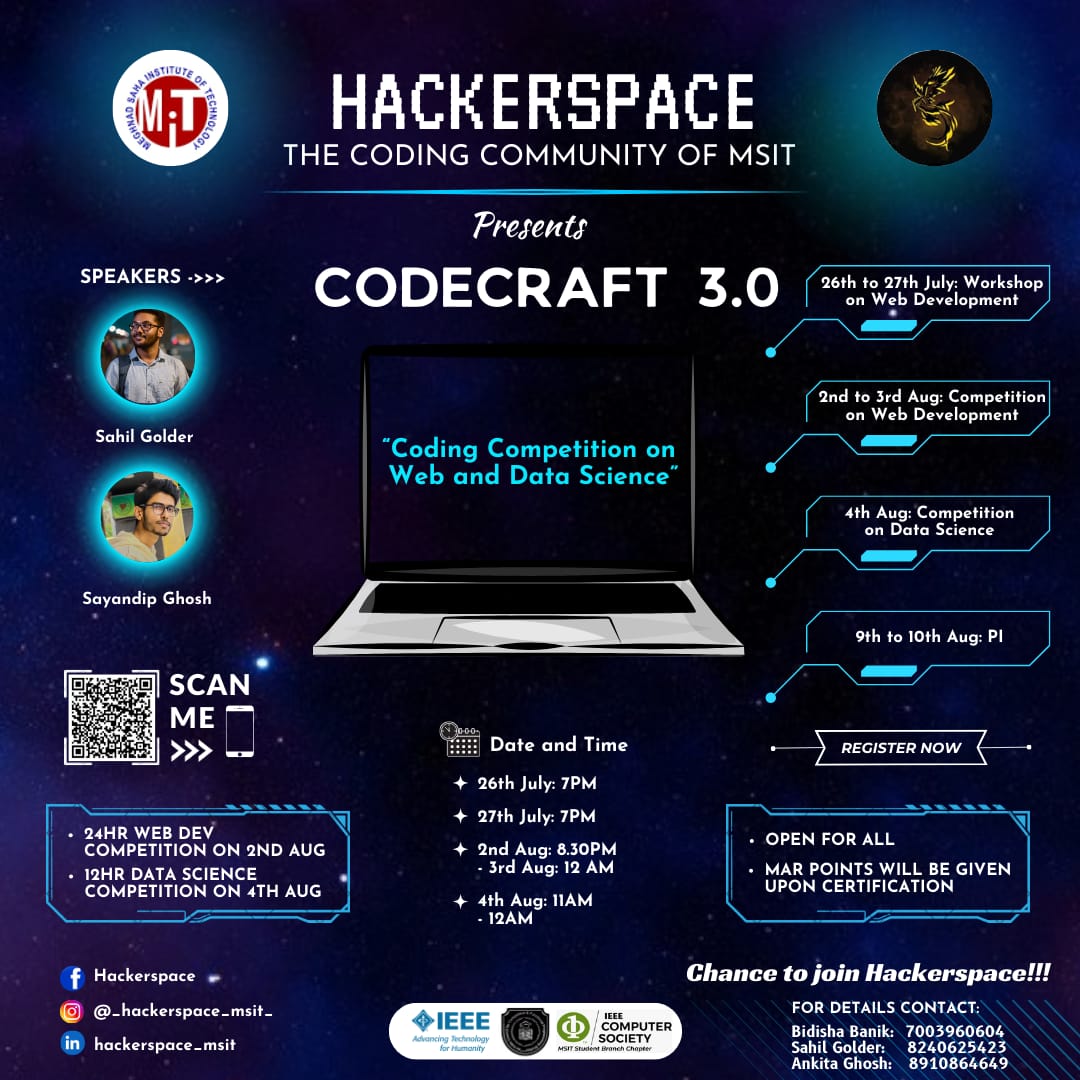 MEGHNAD SAHA INSTITUTE OF TECHNOLOGY
MiT
HACKERSPACE
THE CODING COMMUNITY OF MSIT
Presents
CODECRAFT 3.0
SPEAKERS ->>>
Sahil Golder
Sayandip Ghosh
“Coding Competition on
Web and Data Science”
26th to 27th July: Workshop
on Web Development
2nd to 3rd Aug: Competition
on Web Development
4th Aug: Competition
on Data Science
9th to 10th Aug: PI
REGISTER NOW
SCAN
ME
>>>
Date and Time
26th July: 7PM
27th July: 7PM
2nd Aug: 8.30PM
- 3rd Aug: 12 AM
4th Aug: 11AM
- 12AM
• 24HR WEB DEV
COMPETITION ON 2ND AUG
• 12HR DATA SCIENCE
COMPETITION ON 4TH AUG
• OPEN FOR ALL
• MAR POINTS WILL BE GIVEN
UPON CERTIFICATION
Hackerspace
@_hackerspace_msit_
hackerspace_msit
IEEE
Advancing Technology
for Humanity
IEEE
COMPUTER
SOCIETY
MSIT Student Branch Chapter
Chance to join Hackerspace!!!
FOR DETAILS CONTACT:
Bidisha Banik: 7003960604
Sahil Golder: 8240625423
Ankita Ghosh: 8910864649